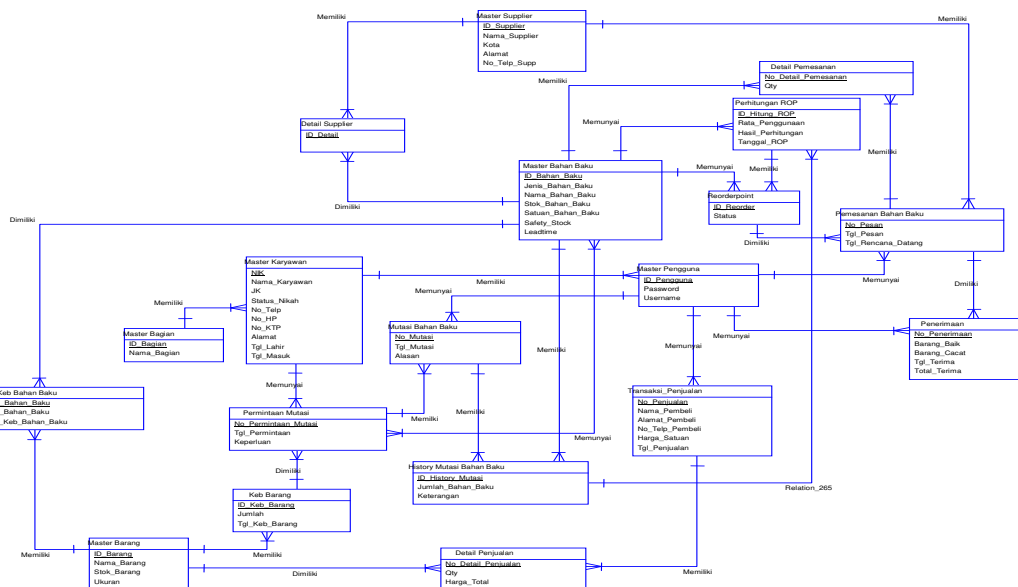 Memiliki
Master Supplier
ID_Supplier
Nama_Supplier
Kota
Alamat
No_Telp_Supp
Memiliki
Detail Pemesanan
No_Detail_Pemesanan
Qty
Memiliki
Perhitungan ROP
ID_Hitung_ROP
Rata_Penggunaan
Hasil_Perhitungan
Tanggal_ROP
Detail Supplier
ID_Detail
Memunyai
Memiliki
Master Bahan Baku
ID_Bahan_Baku
Jenis_Bahan_Baku
Nama_Bahan_Baku
Stok_Bahan_Baku
Satuan_Bahan_Baku
Safety_Stock
Leadtime
Memunyai
Memiliki
Reorderpoint
ID_Reorder
Status
Dimiliki
Dimiliki
Pemesanan Bahan Baku
No_Pesan
Tgl_Pesan
Tgl_Rencana_Datang
Dimiliki
Master Karyawan
NIK
Nama_Karyawan
JK
Status_Nikah
No_Telp
No_HP
No_KTP
Alamat
Tgl_Lahir
Tgl_Masuk
Memiliki
Master Pengguna
ID_Pengguna
Password
Username
Memunyai
Dmiliki
Memunyai
Memiliki
Master Bagian
ID_Bagian
Nama_Bagian
Mutasi Bahan Baku
No_Mutasi
Tgl_Mutasi
Alasan
Memunyai
Memunyai
Memiliki
Penerimaan
No_Penerimaan
Barang_Baik
Barang_Cacat
Tgl_Terima
Total_Terima
Keb Bahan Baku
_Bahan_Baku
_Bahan_Baku
_Keb_Bahan_Baku
Memunyai
Permintaan Mutasi
No_Permintaan_Mutasi
Tgl_Permintaan
Keperluan
Memilki
Memiliki
Memunyai
Transaksi_Penjualan
No_Penjualan
Nama_Pembeli
Alamat_Pembeli
No_Telp_Pembeli
Harga_Satuan
Tgl_Penjualan
Dimiliki
History Mutasi Bahan Baku
ID_History_Mutasi
Jumlah_Bahan_Baku
Keterangan
Relation_265
Keb Barang
ID_Keb_Barang
Jumlah
Tgl_Keb_Barang
Memiliki
Master Barang
ID_Barang
Nama_Barang
Stok_Barang
Ukuran
Memiliki
Dimiliki
Detail Penjualan
No_Detail_Penjualan
Qty
Harga_Total
Memiliki